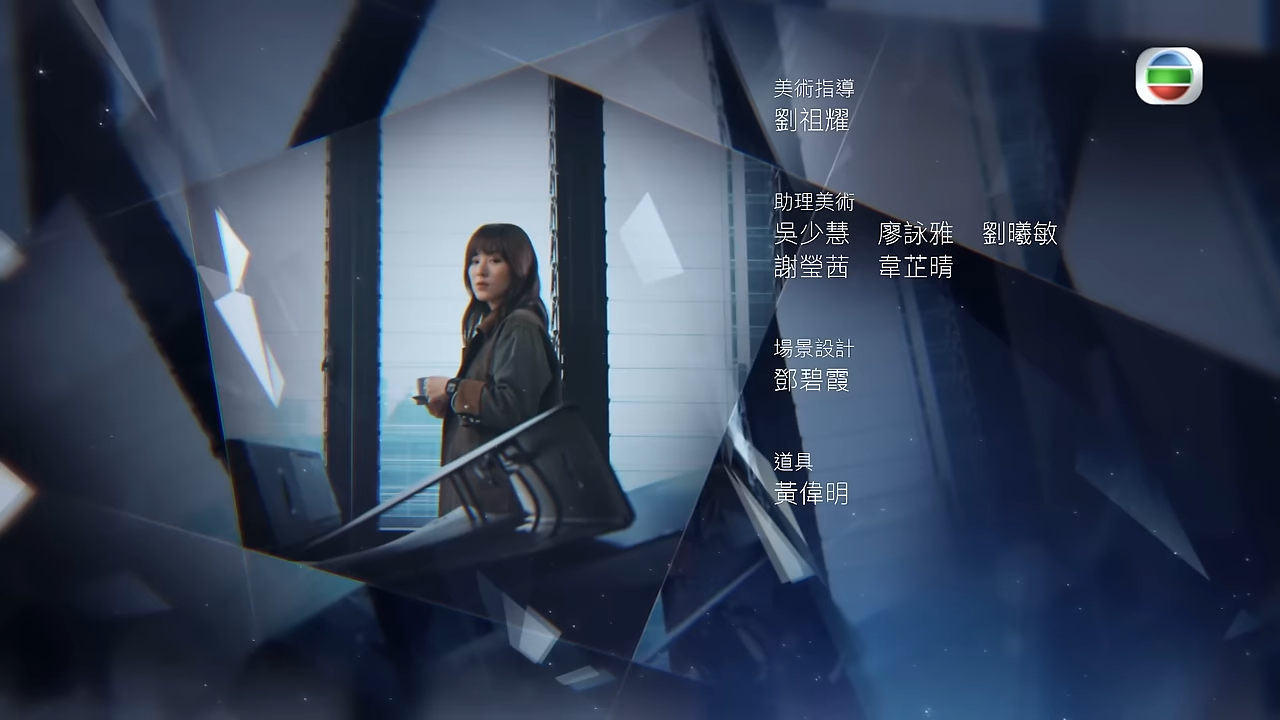 美術指導
劉祖耀
助理美術
吳少慧 廖詠雅 劉曦敏
謝瑩茜 韋芷晴
場景設計
鄧碧霞
道具
黃偉明